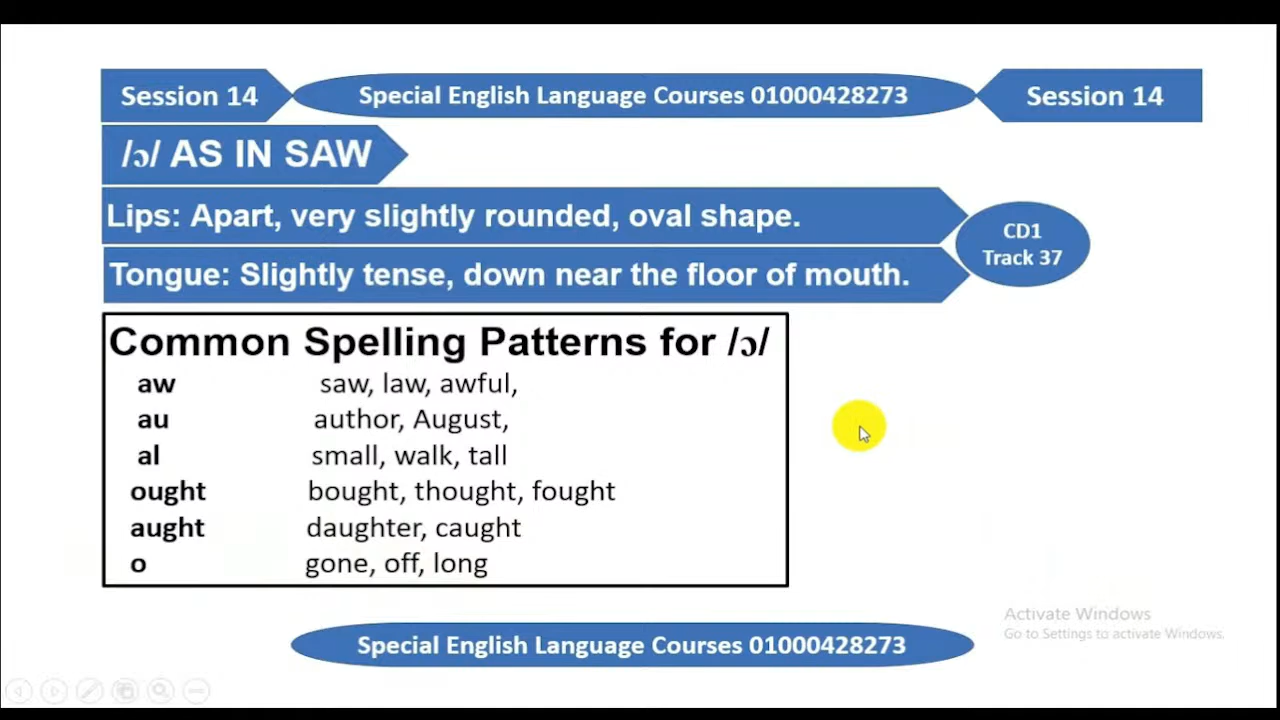 Session 14 Special English Language Courses 01000428273 Session 14
/ɔ/ AS IN SAW
Lips: Apart, very slightly rounded, oval shape.
CD1
Track 37
Tongue: Slightly tense, down near the floor of mouth.
Common Spelling Patterns for /ɔ/
aw saw, law, awful,
au author, August,
al small, walk, tall
ought bought, thought, fought
aught daughter, caught
o gone, off, long
Activate Windows
Go to Settings to activate Windows.
Special English Language Courses 01000428273